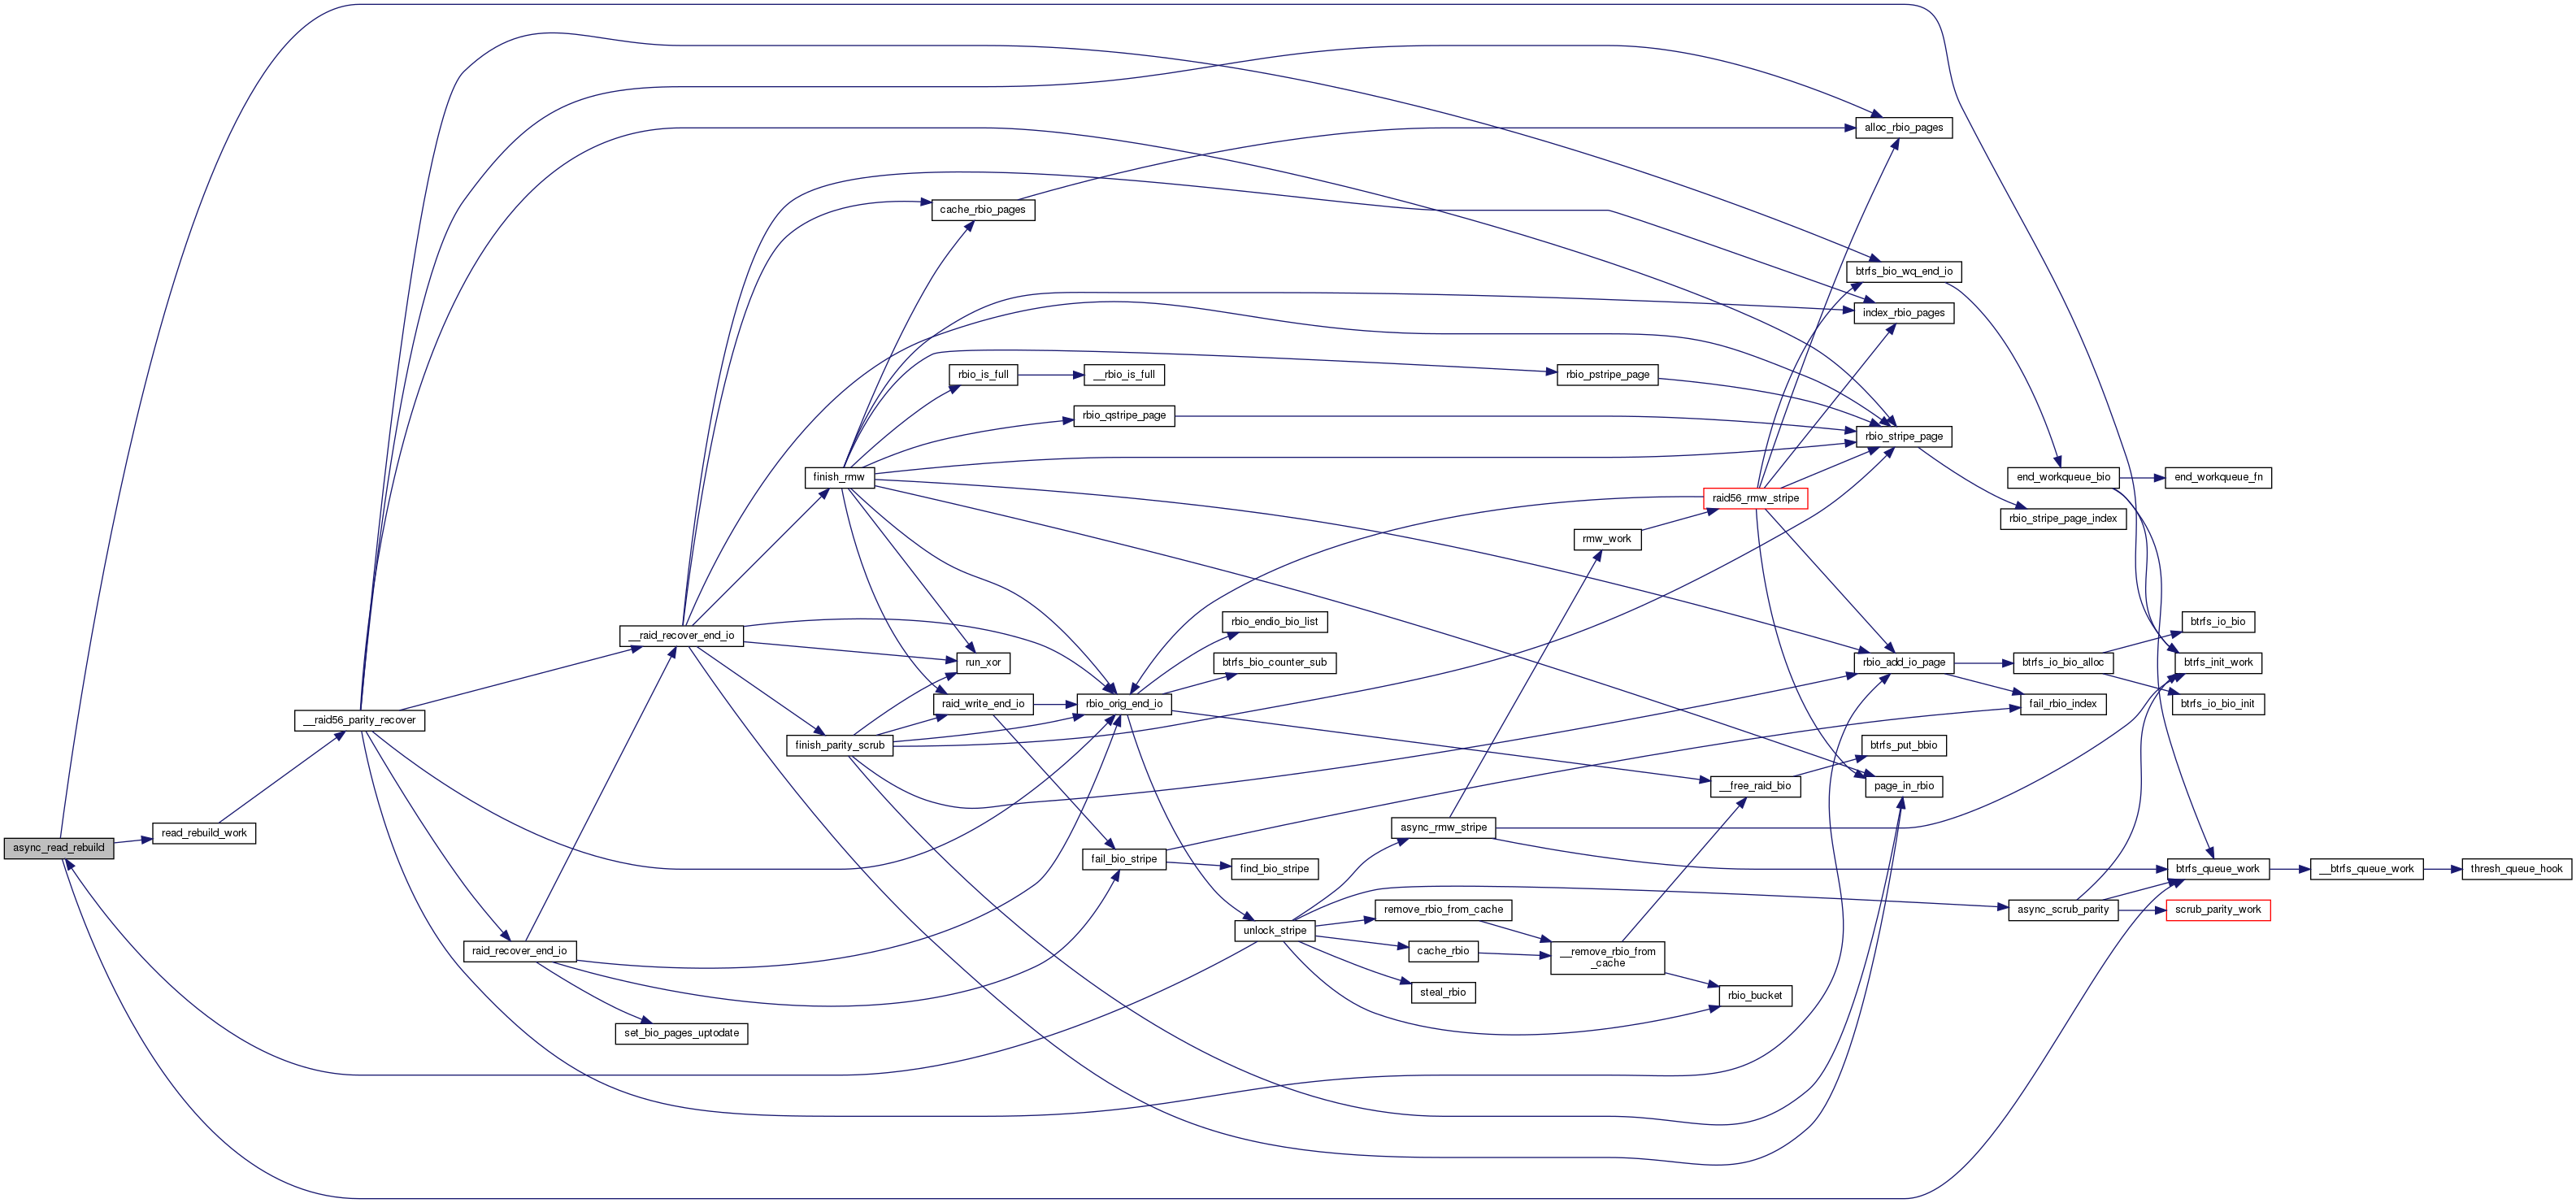 alloc_rbio_pages
cache_rbio_pages
btrfs_bio_wq_end_io
index_rbio_pages
rbio_is_full
__rbio_is_full
rbio_pstripe_page
rbio_qstripe_page
rbio_stripe_page
finish_rmw
end_workqueue_bio
end_workqueue_fn
raid56_rmw_stripe
rbio_stripe_page_index
rmw_work
rbio_endio_bio_list
btrfs_io_bio
__raid_recover_end_io
run_xor
btrfs_bio_counter_sub
rbio_add_io_page
btrfs_io_bio_alloc
btrfs_init_work
raid_write_end_io
rbio_orig_end_io
fail_rbio_index
btrfs_io_bio_init
__raid56_parity_recover
finish_parity_scrub
btrfs_put_bbio
__free_raid_bio
page_in_rbio
async_rmw_stripe
read_rebuild_work
async_read_rebuild
fail_bio_stripe
find_bio_stripe
btrfs_queue_work
__btrfs_queue_work
thresh_queue_hook
remove_rbio_from_cache
async_scrub_parity
scrub_parity_work
unlock_stripe
raid_recover_end_io
cache_rbio
__remove_rbio_from
_cache
steal_rbio
rbio_bucket
set_bio_pages_uptodate